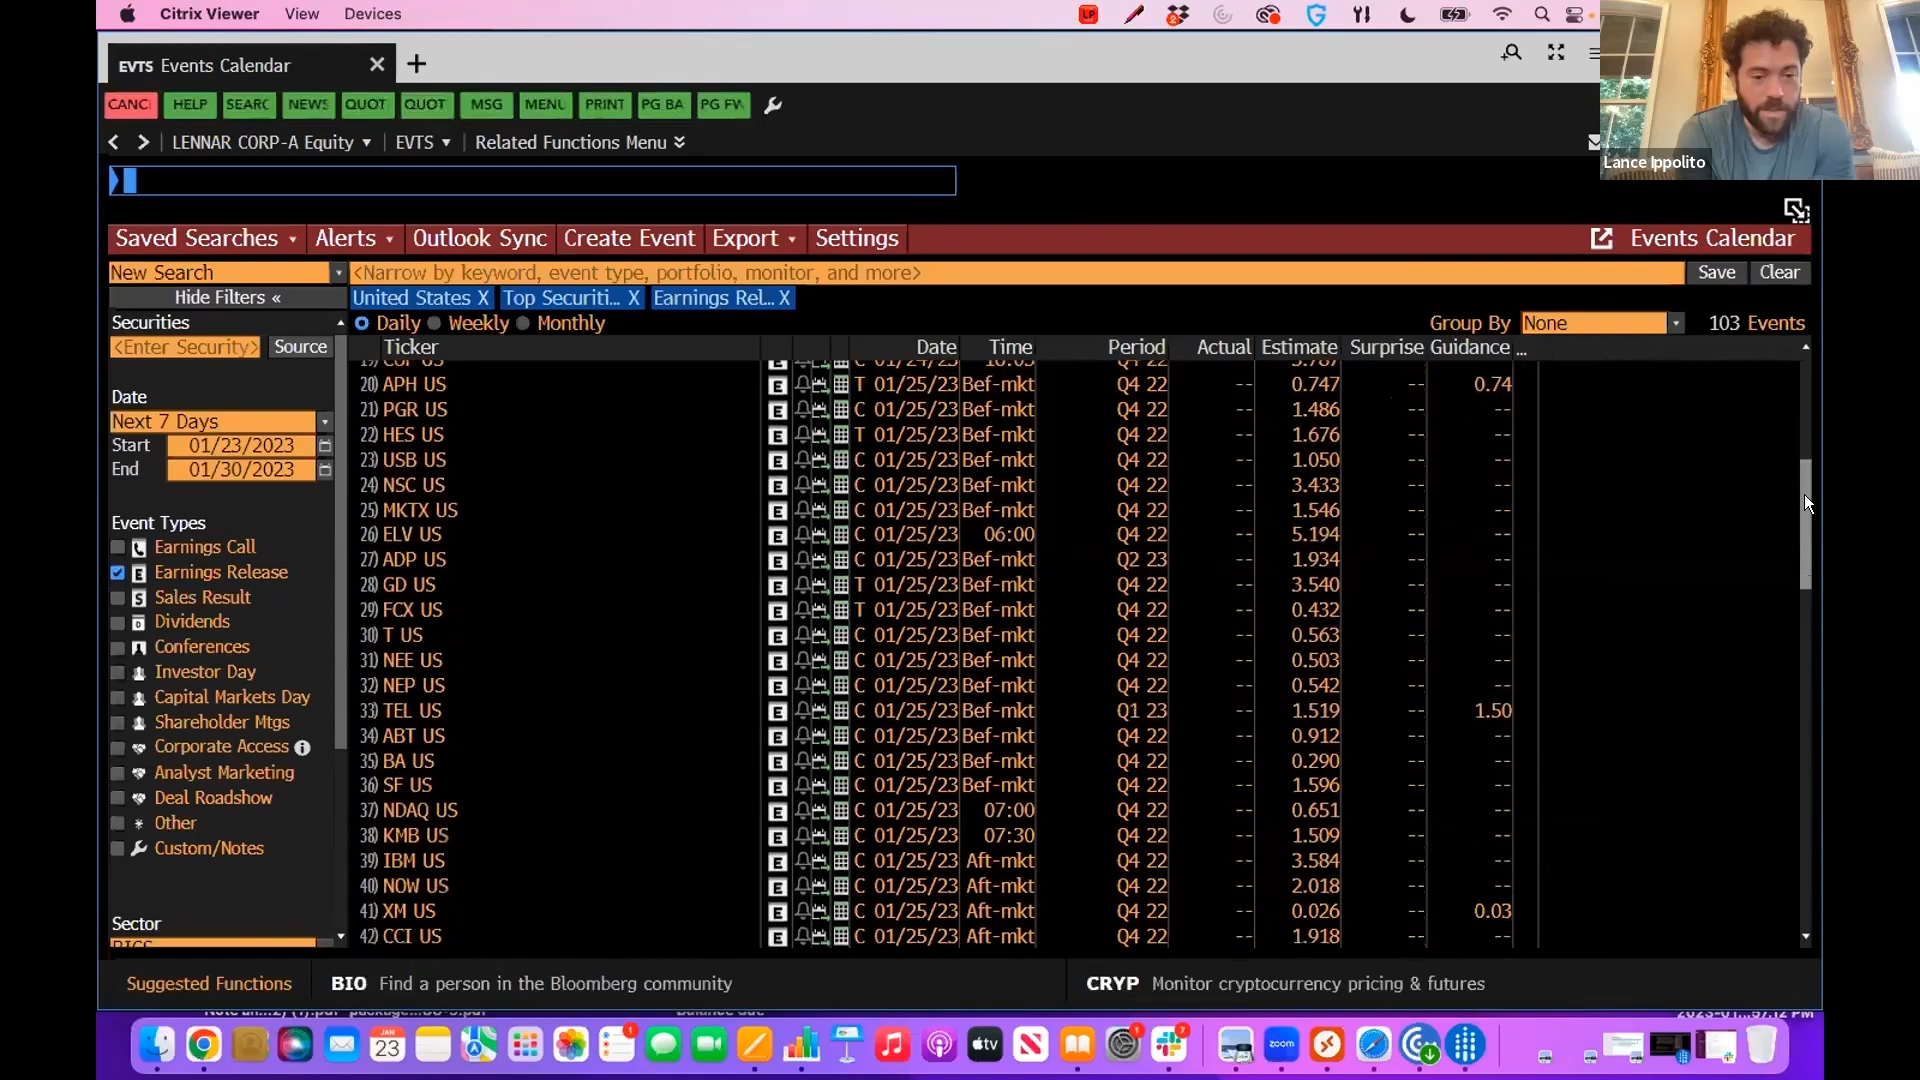 Citrix Viewer View Devices
EVTS Events Calendar
CANC HELP SEARC NEWS QUOT QUOT MSG MENU PRINT PG BA PG FW
LENNAR CORP-A Equity EVTS Related Functions Menu
Lance Ippolito
Saved Searches Alerts Outlook Sync Create Event Export Settings Events Calendar
New Search <Narrow by keyword, event type, portfolio, monitor, and more> Save Clear
Hide Filters « United States X Top Securiti... X Earnings Rel... X
Securities Daily Weekly Monthly Group By None 103 Events
<Enter Security> Source Ticker Date Time Period Actual Estimate Surprise Guidance ...
20) APH US E T 01/25/23 Bef-mkt Q4 22 -- 0.747 -- 0.74
21) PGR US E C 01/25/23 Bef-mkt Q4 22 -- 1.486 -- --
22) HES US E T 01/25/23 Bef-mkt Q4 22 -- 1.676 -- --
23) USB US E C 01/25/23 Bef-mkt Q4 22 -- 1.050 -- --
24) NSC US E C 01/25/23 Bef-mkt Q4 22 -- 3.433 -- --
25) MKTX US E C 01/25/23 Bef-mkt Q4 22 -- 1.546 -- --
26) ELV US E C 01/25/23 06:00 Q4 22 -- 5.194 -- --
27) ADP US E C 01/25/23 Bef-mkt Q2 23 -- 1.934 -- --
28) GD US E T 01/25/23 Bef-mkt Q4 22 -- 3.540 -- --
29) FCX US E T 01/25/23 Bef-mkt Q4 22 -- 0.432 -- --
30) T US E C 01/25/23 Bef-mkt Q4 22 -- 0.563 -- --
31) NEE US E C 01/25/23 Bef-mkt Q4 22 -- 0.503 -- --
32) NEP US E C 01/25/23 Bef-mkt Q4 22 -- 0.542 -- --
33) TEL US E C 01/25/23 Bef-mkt Q1 23 -- 1.519 -- 1.50
34) ABT US E C 01/25/23 Bef-mkt Q4 22 -- 0.912 -- --
35) BA US E C 01/25/23 Bef-mkt Q4 22 -- 0.290 -- --
36) SF US E C 01/25/23 Bef-mkt Q4 22 -- 1.596 -- --
37) NDAQ US E C 01/25/23 07:00 Q4 22 -- 0.651 -- --
38) KMB US E C 01/25/23 07:30 Q4 22 -- 1.509 -- --
39) IBM US E C 01/25/23 Aft-mkt Q4 22 -- 3.584 -- --
40) NOW US E C 01/25/23 Aft-mkt Q4 22 -- 2.018 -- --
41) XM US E C 01/25/23 Aft-mkt Q4 22 -- 0.026 -- 0.03
42) CCI US E C 01/25/23 Aft-mkt Q4 22 -- 1.918 -- --
Date
Next 7 Days
Start 01/23/2023
End 01/30/2023
Event Types
Earnings Call
E Earnings Release
S Sales Result
Dividends
Conferences
Investor Day
Capital Markets Day
Shareholder Mtgs
Corporate Access
Analyst Marketing
Deal Roadshow
Other
Custom/Notes
Sector
Suggested Functions BIO Find a person in the Bloomberg community CRYP Monitor cryptocurrency pricing & futures
JAN
23
tv
zoom